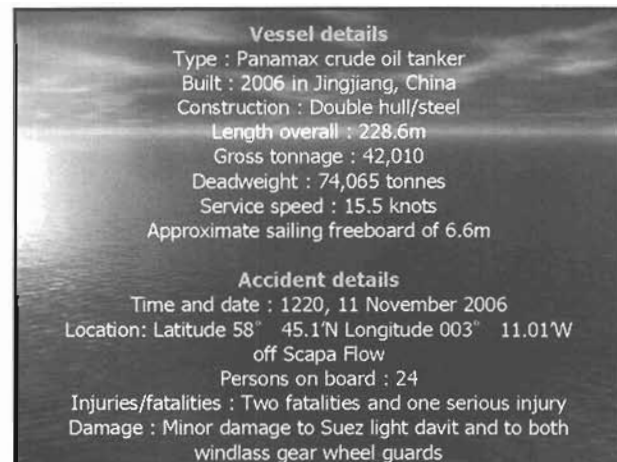 Vessel details
Type : Panamax crude oil tanker
Built : 2006 in Jingjiang, China
Construction : Double hull/steel
Length overall : 228.6m
Gross tonnage : 42,010
Deadweight : 74,065 tonnes
Service speed : 15.5 knots
Approximate sailing freeboard of 6.6m
Accident details
Time and date : 1220, 11 November 2006
Location: Latitude 58° 45.1'N Longitude 003° 11.01'W
off Scapa Flow
Persons on board : 24
Injuries/fatalities : Two fatalities and one serious injury
Damage : Minor damage to Suez light davit and to both
windlass gear wheel guards